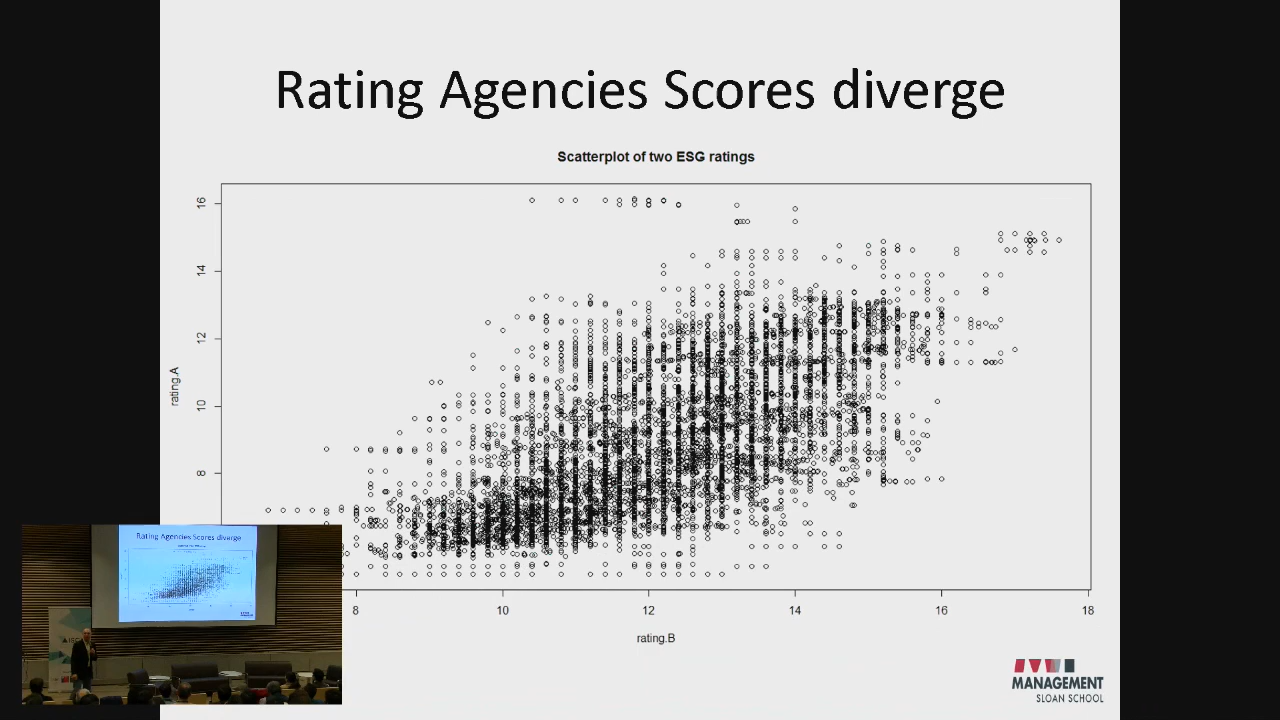 Rating Agencies Scores diverge
Scatterplot of two ESG ratings
16
14
12
10
8
rating.A
8 10 12 14 16 18
rating.B
MANAGEMENT
SLOAN SCHOOL
Rating Agencies Scores diverge